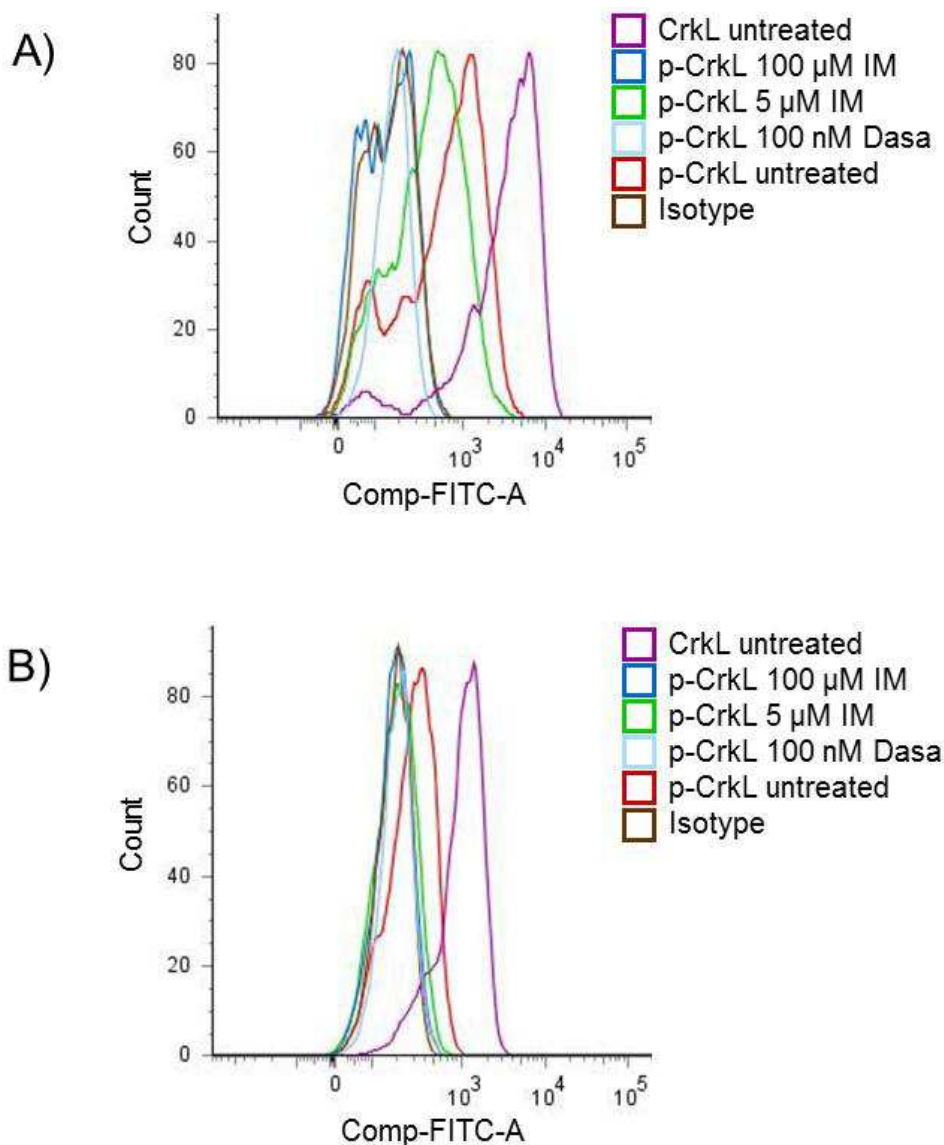 A)
CrkL untreated
p-CrkL 100 µM IM
p-CrkL 5 µM IM
p-CrkL 100 nM Dasa
p-CrkL untreated
Isotype
80
60
40
20
0
Count
0 10³ 10⁴ 10⁵
Comp-FITC-A
B)
CrkL untreated
p-CrkL 100 µM IM
p-CrkL 5 µM IM
p-CrkL 100 nM Dasa
p-CrkL untreated
Isotype
80
60
40
20
0
Count
0 10³ 10⁴ 10⁵
Comp-FITC-A